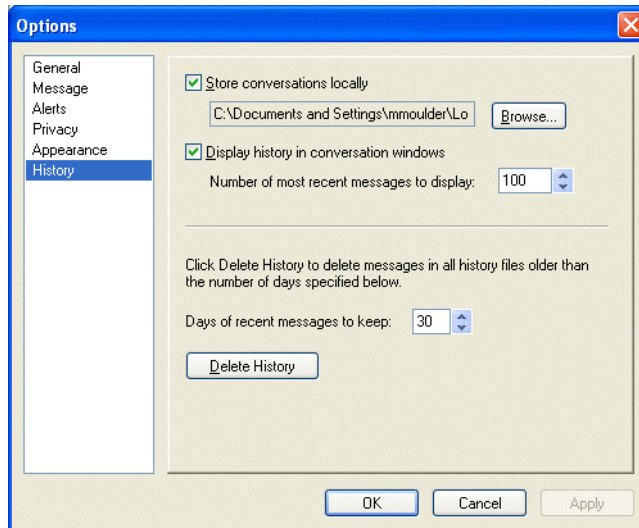 Options
General
Message
Alerts
Privacy
Appearance
History
Store conversations locally
C:\Documents and Settings\mmoulder\Lo
Browse...
Display history in conversation windows
Number of most recent messages to display: 100
Click Delete History to delete messages in all history files older than
the number of days specified below.
Days of recent messages to keep: 30
Delete History
OK Cancel Apply